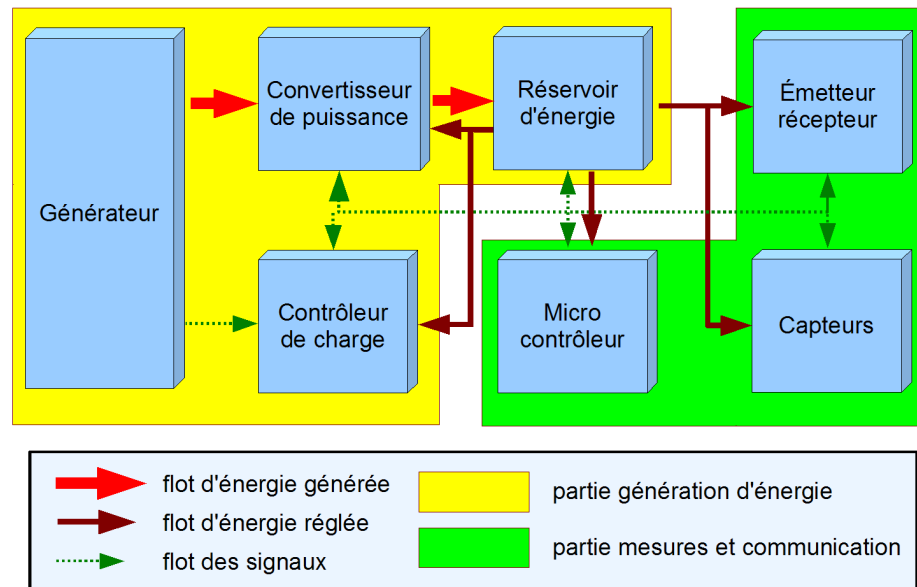 Générateur
Convertisseur
de puissance
Réservoir
d'énergie
Émetteur
récepteur
Contrôleur
de charge
Micro
contrôleur
Capteurs
flot d'énergie générée
flot d'énergie réglée
flot des signaux
partie génération d'énergie
partie mesures et communication